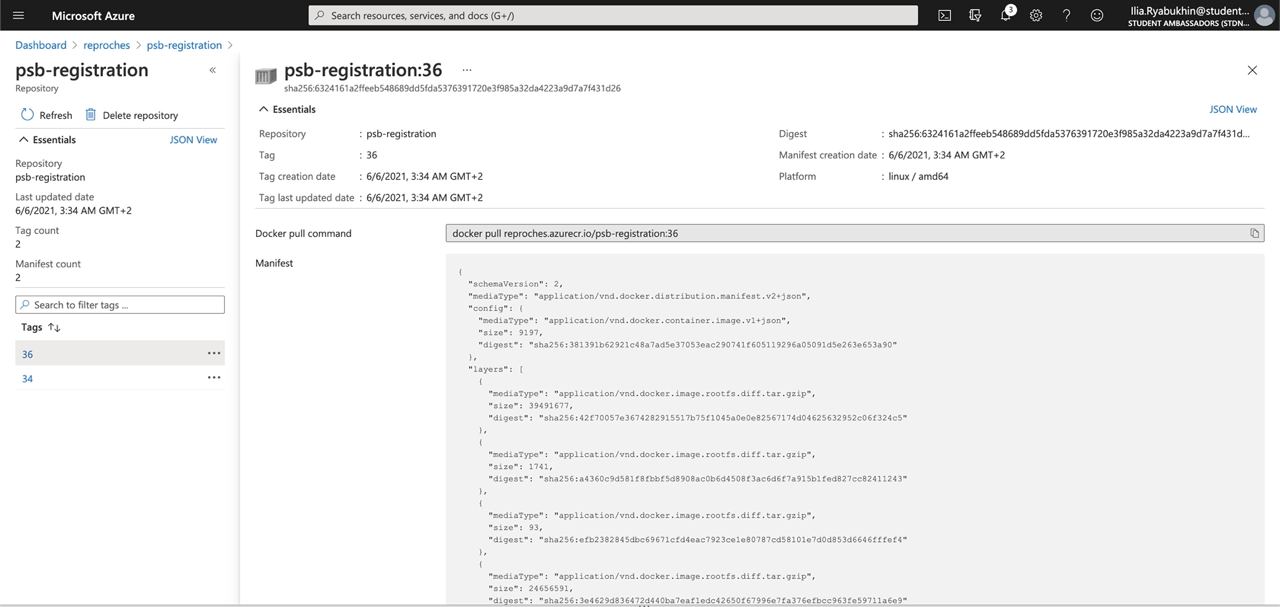 Microsoft Azure
Search resources, services, and docs (G+/)
3
Ilia.Ryabukhin@student...
STUDENT AMBASSADORS (STDN...
Dashboard > reproches > psb-registration >
psb-registration
Repository
Refresh
Delete repository
Essentials
JSON View
Repository
psb-registration
Last updated date
6/6/2021, 3:34 AM GMT+2
Tag count
2
Manifest count
2
Search to filter tags ...
Tags
36 ...
34 ...
psb-registration:36 ...
sha256:6324161a2ffeeb548689dd5fda5376391720e3f985a32da4223a9d7a7f431d26
Essentials
JSON View
Repository : psb-registration
Tag : 36
Tag creation date : 6/6/2021, 3:34 AM GMT+2
Tag last updated date : 6/6/2021, 3:34 AM GMT+2
Digest : sha256:6324161a2ffeeb548689dd5fda5376391720e3f985a32da4223a9d7a7f431d...
Manifest creation date : 6/6/2021, 3:34 AM GMT+2
Platform : linux / amd64
Docker pull command
docker pull reproches.azurecr.io/psb-registration:36
Manifest
{
"schemaVersion": 2,
"mediaType": "application/vnd.docker.distribution.manifest.v2+json",
"config": {
"mediaType": "application/vnd.docker.container.image.v1+json",
"size": 9197,
"digest": "sha256:381391b62921c48a7ad5e37053eac290741f605119296a05091d5e263e653a90"
},
"layers": [
{
"mediaType": "application/vnd.docker.image.rootfs.diff.tar.gzip",
"size": 39491677,
"digest": "sha256:42f70057e3674282915517b75f1045a0e0e82567174d04625632952c06f324c5"
},
{
"mediaType": "application/vnd.docker.image.rootfs.diff.tar.gzip",
"size": 1741,
"digest": "sha256:a4360c9d581f8fbbf5d8908ac0b6d4508f3ac6d6f7a915b1fed827cc82411243"
},
{
"mediaType": "application/vnd.docker.image.rootfs.diff.tar.gzip",
"size": 93,
"digest": "sha256:efb2382845dbc69671cfd4eac7923ce1e80787cd58101e7d0d853d6646fffef4"
},
{
"mediaType": "application/vnd.docker.image.rootfs.diff.tar.gzip",
"size": 24656591,
"digest": "sha256:3e4629d836472d440ba7eaf1edc42650f67996e7fa376efbcc963fe59711a6e9"